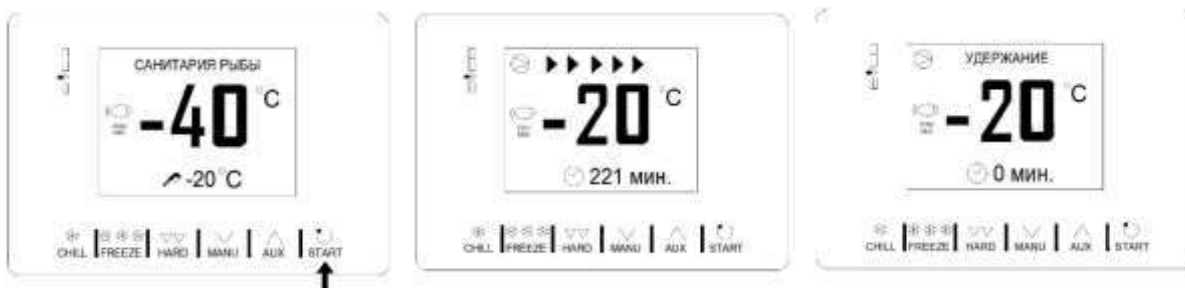 САНИТАРИЯ РЫБЫ
-40 °C
-20°C
CHILL FREEZE HARD MANU AUX START
-20 °C
221 мин.
CHILL FREEZE HARD MANU AUX START
УДЕРЖАНИЕ
-20 °C
0 мин.
CHILL FREEZE HARD MANU AUX START